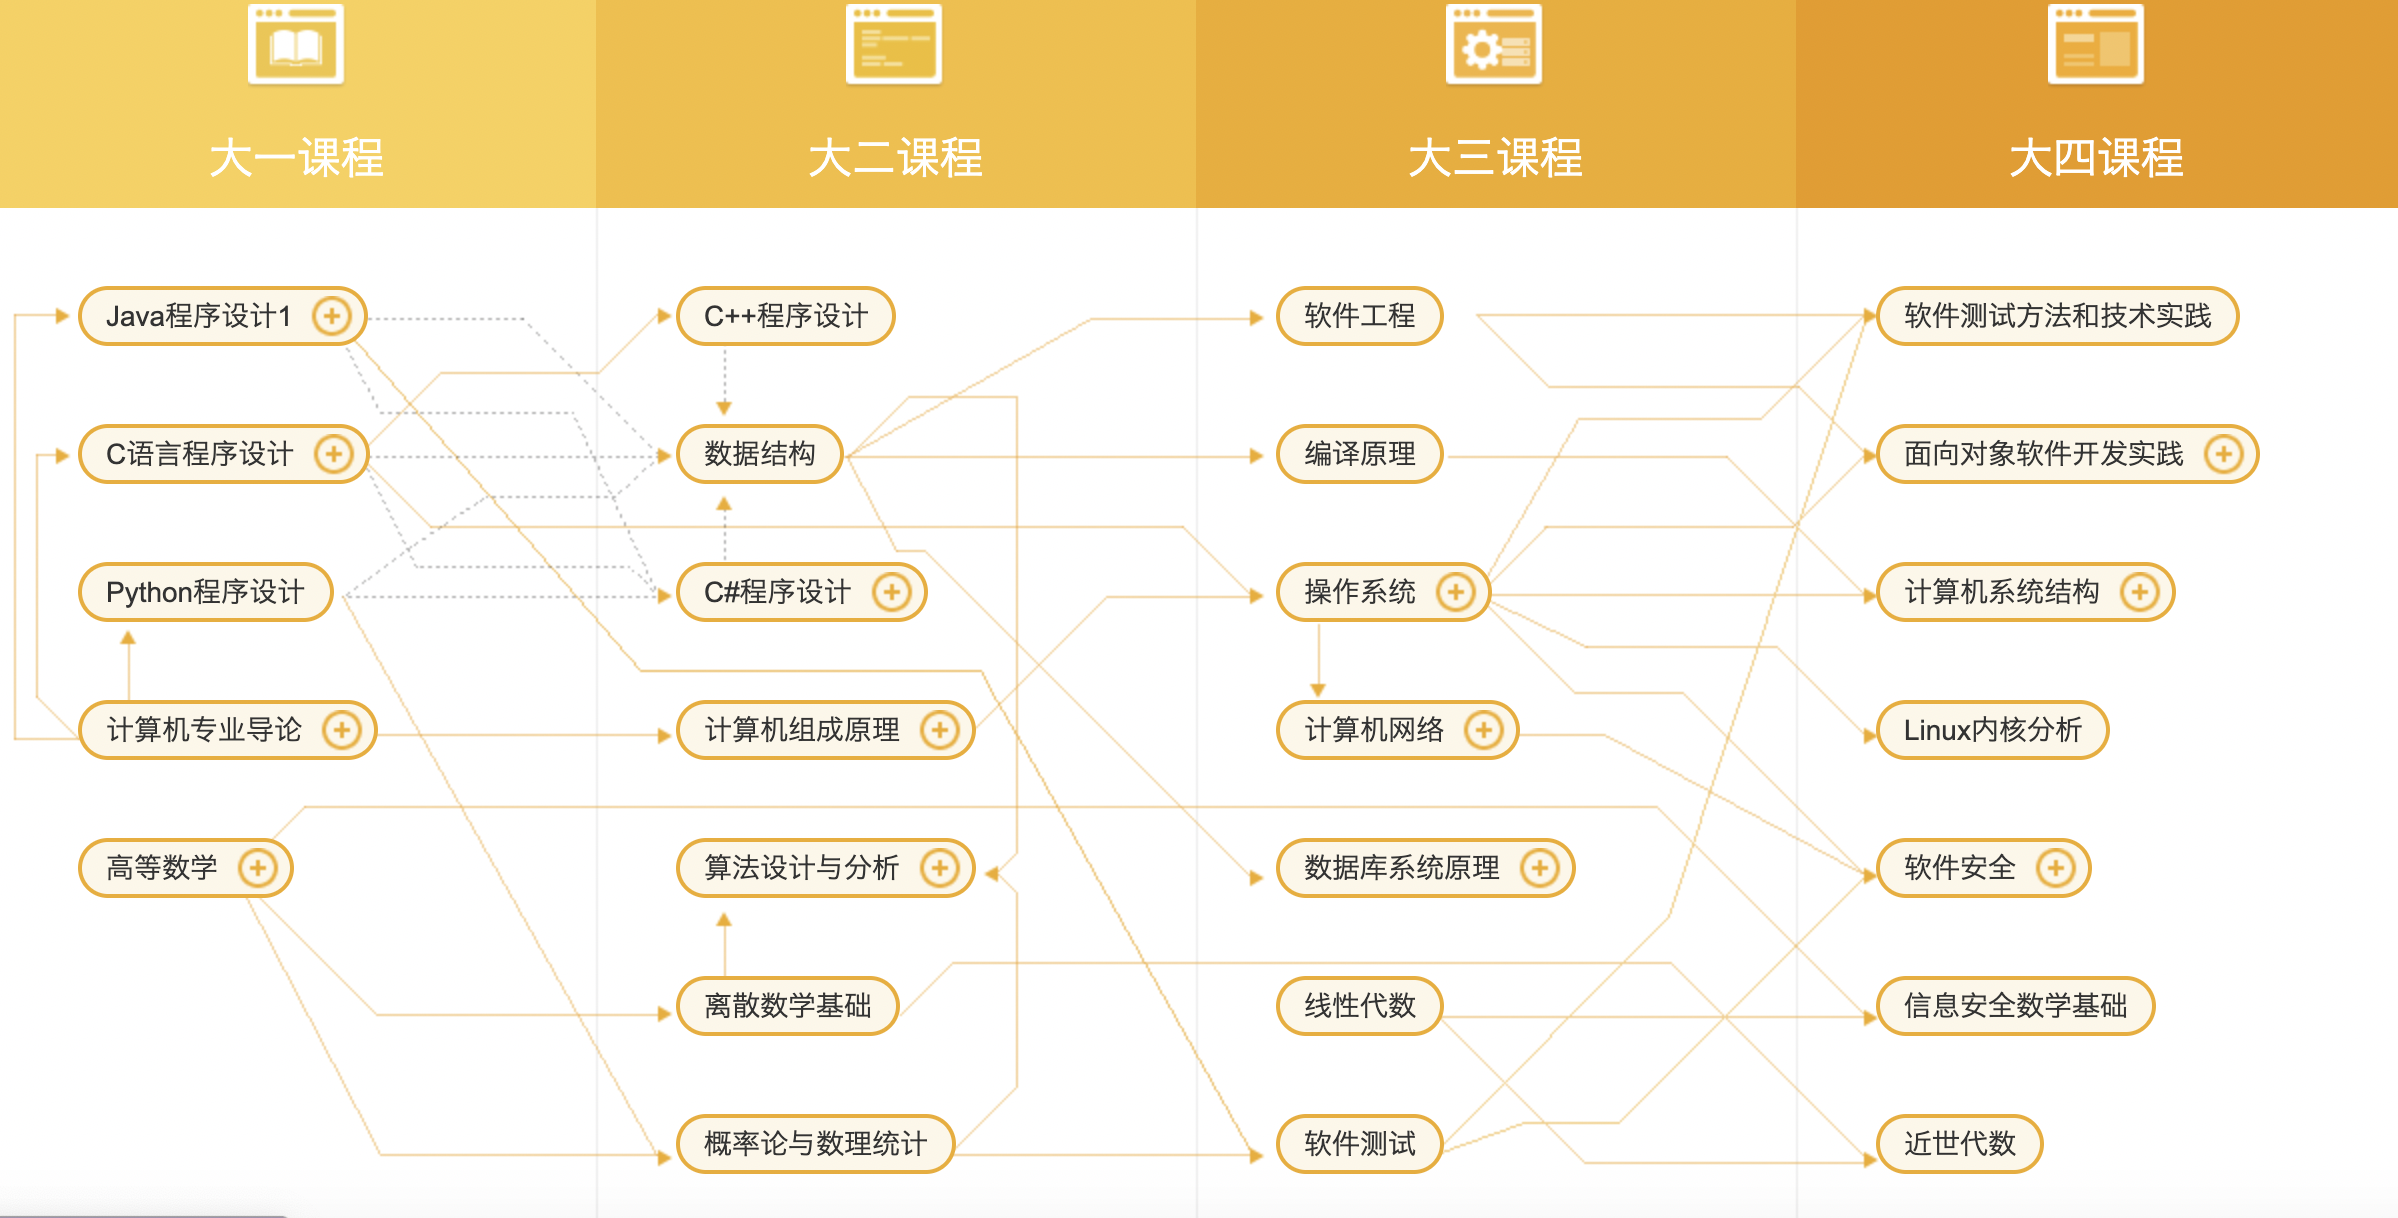 大一课程
大二课程
大三课程
大四课程
Java程序设计1
C语言程序设计
Python程序设计
计算机专业导论
高等数学
C++程序设计
数据结构
C#程序设计
计算机组成原理
算法设计与分析
离散数学基础
概率论与数理统计
软件工程
编译原理
操作系统
计算机网络
数据库系统原理
线性代数
软件测试
软件测试方法和技术实践
面向对象软件开发实践
计算机系统结构
Linux内核分析
软件安全
信息安全数学基础
近世代数